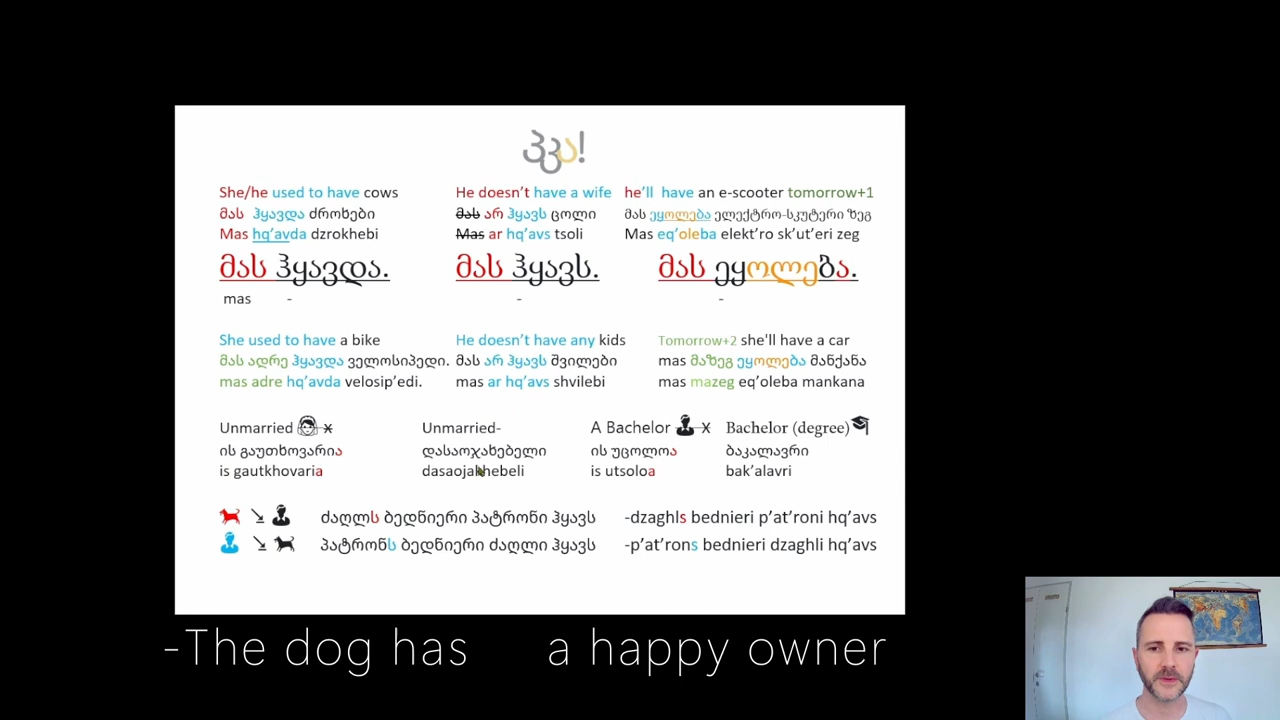 ჰვა!
She/he used to have cows
მას ჰყავდა ძროხები
Mas hq’avda dzrokhebi
მას ჰყავდა.
mas -
He doesn’t have a wife
მას არ ჰყავს ცოლი
Mas ar hq’avs tsoli
მას ჰყავს.
-
he’ll have an e-scooter tomorrow+1
მას ეყოლება ელექტრო-სკუტერი ზეგ
Mas eq’oleba elekt’ro sk’ut’eri zeg
მას ეყოლება.
-
She used to have a bike
მას ადრე ჰყავდა ველოსიპედი.
mas adre hq’avda velosip’edi.
He doesn’t have any kids
მას არ ჰყავს შვილები
mas ar hq’avs shvilebi
Tomorrow+2 she'll have a car
mas მაზეგ ეყოლება მანქანა
mas mazeg eq’oleba mankana
Unmarried x
ის გაუთხოვარია
is gautkhovaria
Unmarried-
დასაოჯახებელი
dasaojakhebeli
A Bachelor x
ის უცოლოა
is utsoloa
Bachelor (degree)
ბაკალავრი
bak’alavri
ძაღლს ბედნიერი პატრონი ჰყავს -dzaghls bednieri p’at’roni hq’avs
პატრონს ბედნიერი ძაღლი ჰყავს -p’at’rons bednieri dzaghli hq’avs
-The dog has a happy owner